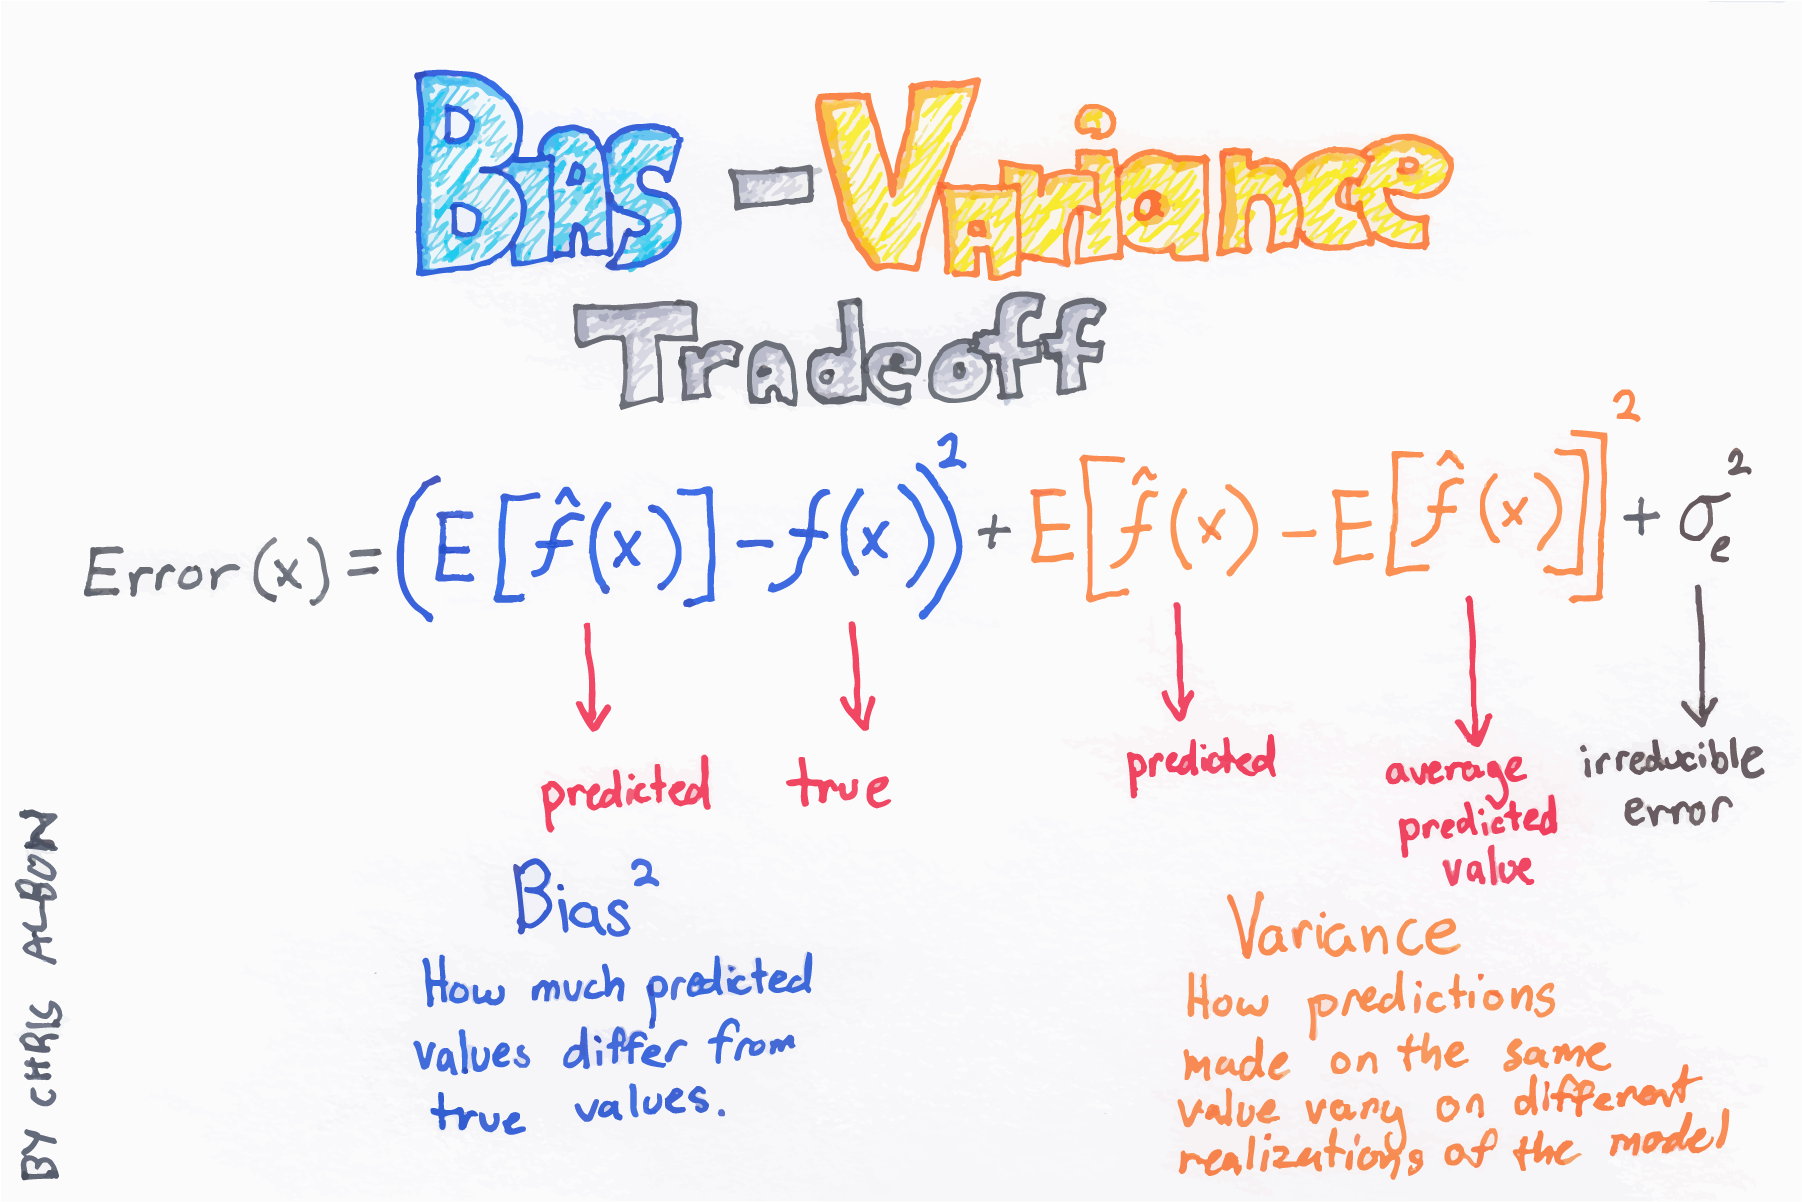 Bias - Variance
Tradeoff
Error(x) = (E[f̂(x)] - f(x))² + E[f̂(x) - E[f̂(x)]]² + σₑ²
predicted true predicted average predicted value irreducible error
Bias²
How much predicted
values differ from
true values.
Variance
How predictions
made on the same
value vary on different
realizations of the model
BY CHRIS ALBON